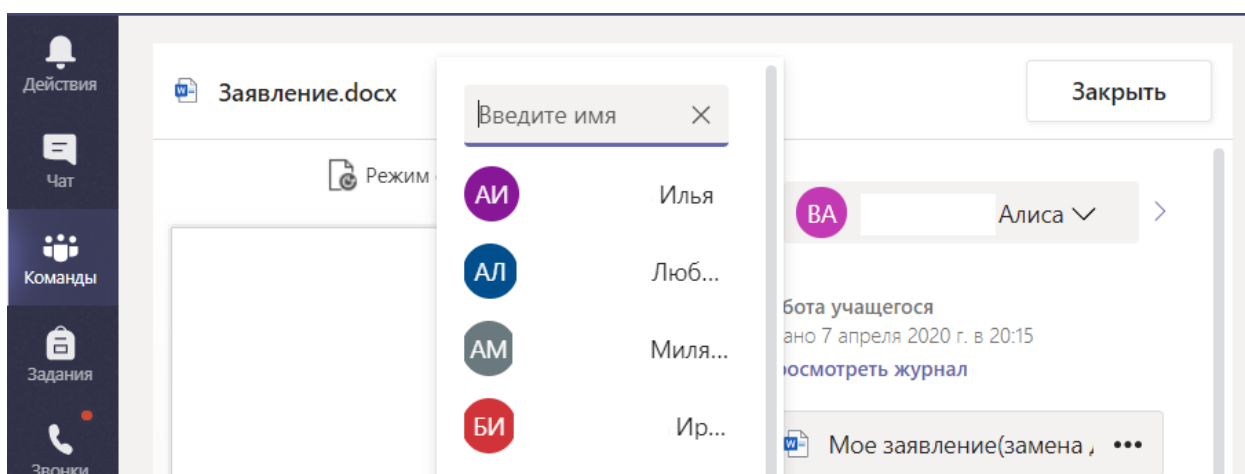 Действия
Чат
Команды
Задания
Звонки
Заявление.docx
Закрыть
Режим
Введите имя
АИ Илья
АЛ Люб...
АМ Миля...
БИ Ир...
ВА Алиса
бота учащегося
ано 7 апреля 2020 г. в 20:15
росмотреть журнал
Мое заявление(замена